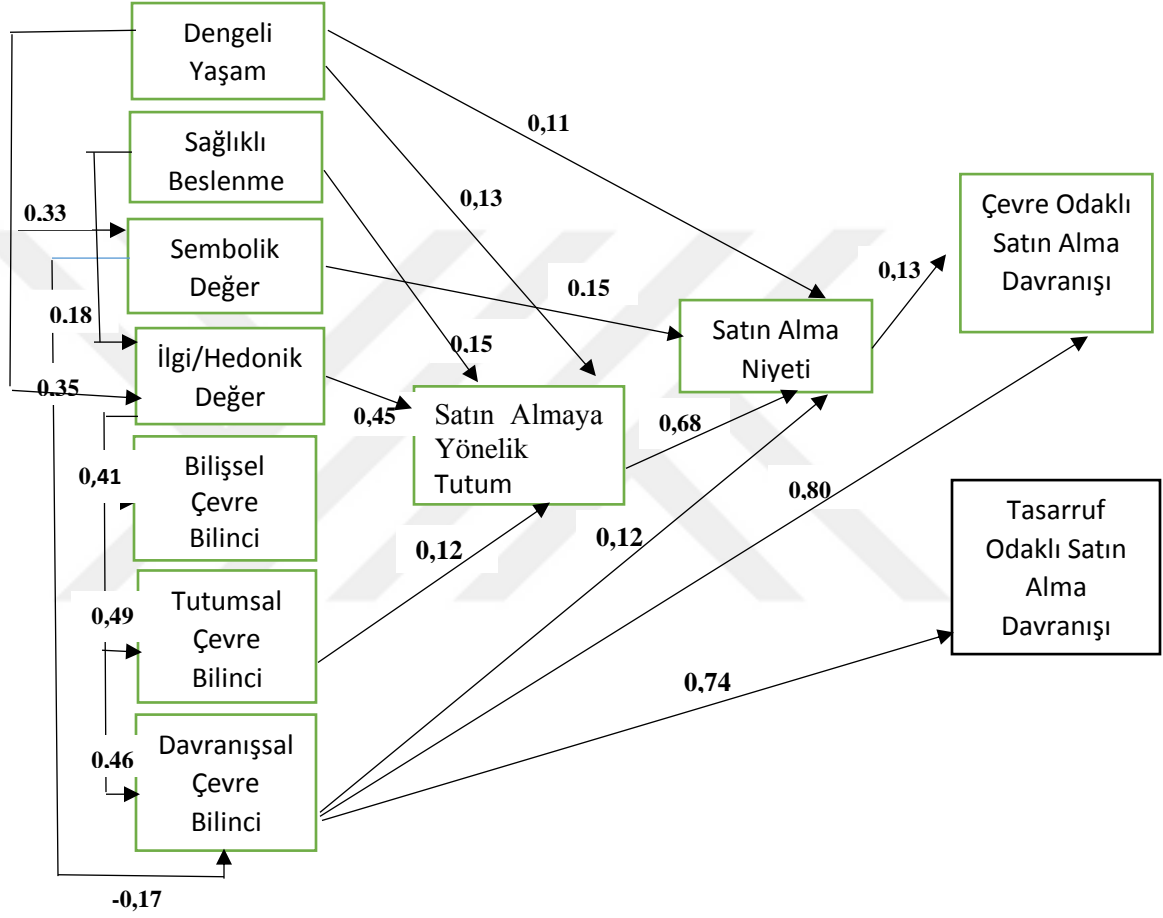 Dengeli
Yaşam
Sağlıklı
Beslenme
Sembolik
Değer
İlgi/Hedonik
Değer
Bilişsel
Çevre
Bilinci
Tutumsal
Çevre
Bilinci
Davranışsal
Çevre
Bilinci
0,33
0,18
0,35
0,41
0,49
0,46
-0,17
0,11
0,13
0,15
0,15
0,45
Satın Almaya
Yönelik
Tutum
0,12
0,68
0,12
Satın Alma
Niyeti
0,13
0,80
0,74
Çevre Odaklı
Satın Alma
Davranışı
Tasarruf
Odaklı Satın
Alma
Davranışı